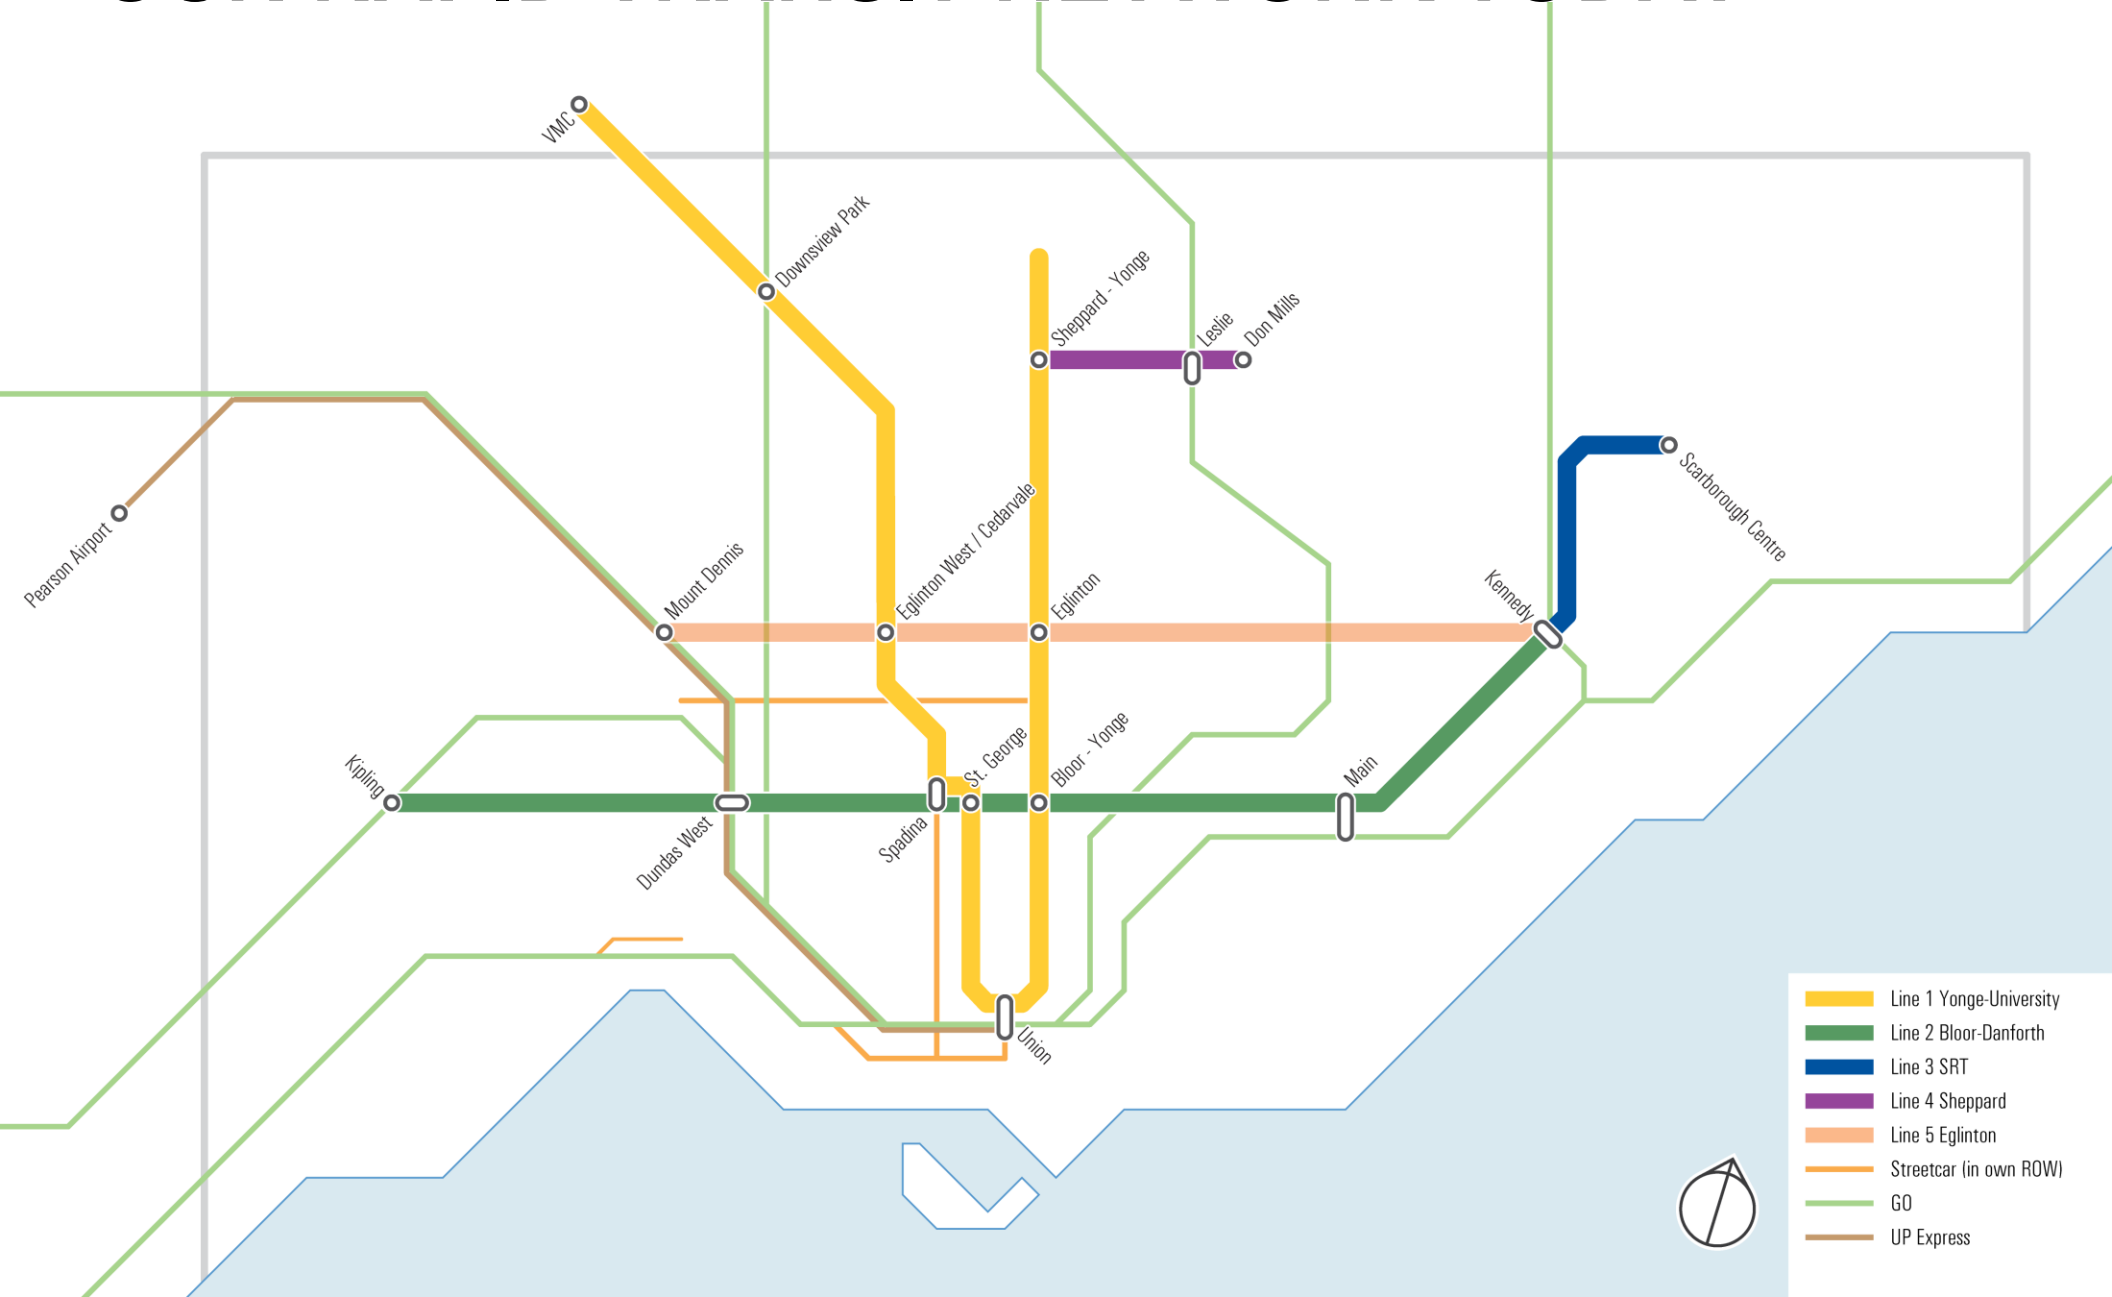 VMC
Downsview Park
Sheppard - Yonge
Leslie
Don Mills
Scarborough Centre
Pearson Airport
Mount Dennis
Eglinton West / Cedarvale
Eglinton
Kennedy
Kipling
Dundas West
Spadina
St. George
Bloor - Yonge
Main
Union
Line 1 Yonge-University
Line 2 Bloor-Danforth
Line 3 SRT
Line 4 Sheppard
Line 5 Eglinton
Streetcar (in own ROW)
GO
UP Express